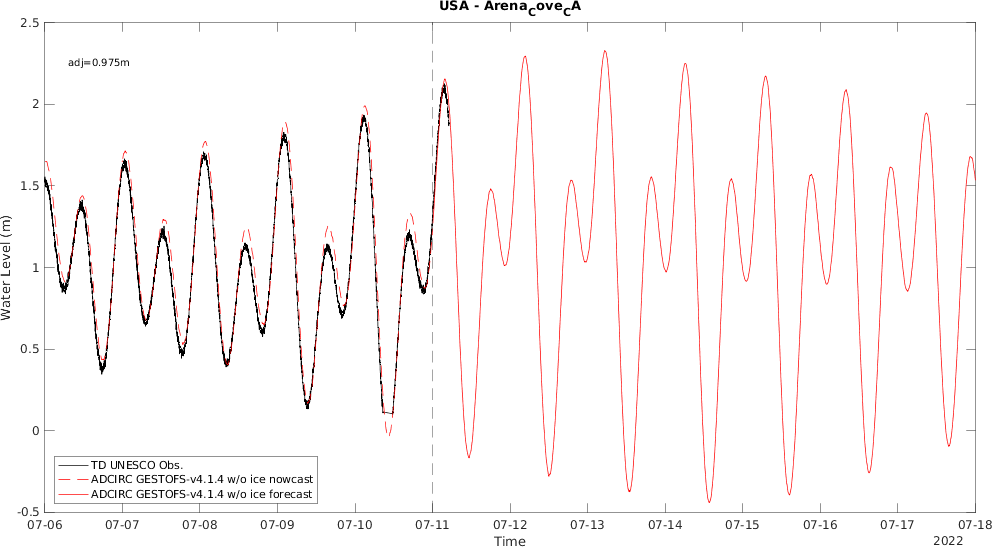 USA - ArenaCoveCA
adj=0.975m
2.5
2
1.5
1
0.5
0
-0.5
Water Level (m)
TD UNESCO Obs.
ADCIRC GESTOFS-v4.1.4 w/o ice nowcast
ADCIRC GESTOFS-v4.1.4 w/o ice forecast
07-06 07-07 07-08 07-09 07-10 07-11 07-12 07-13 07-14 07-15 07-16 07-17 07-18
Time
2022